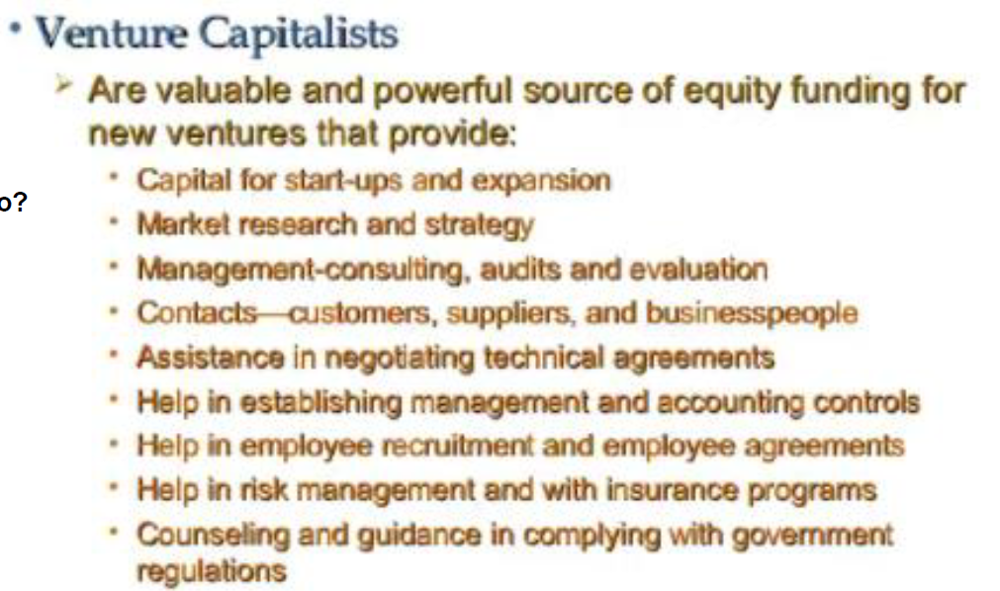 • Venture Capitalists
➢ Are valuable and powerful source of equity funding for
new ventures that provide:
• Capital for start-ups and expansion
o?
• Market research and strategy
• Management-consulting, audits and evaluation
• Contacts—customers, suppliers, and businesspeople
• Assistance in negotiating technical agreements
• Help in establishing management and accounting controls
• Help in employee recruitment and employee agreements
• Help in risk management and with insurance programs
• Counseling and guidance in complying with government
regulations